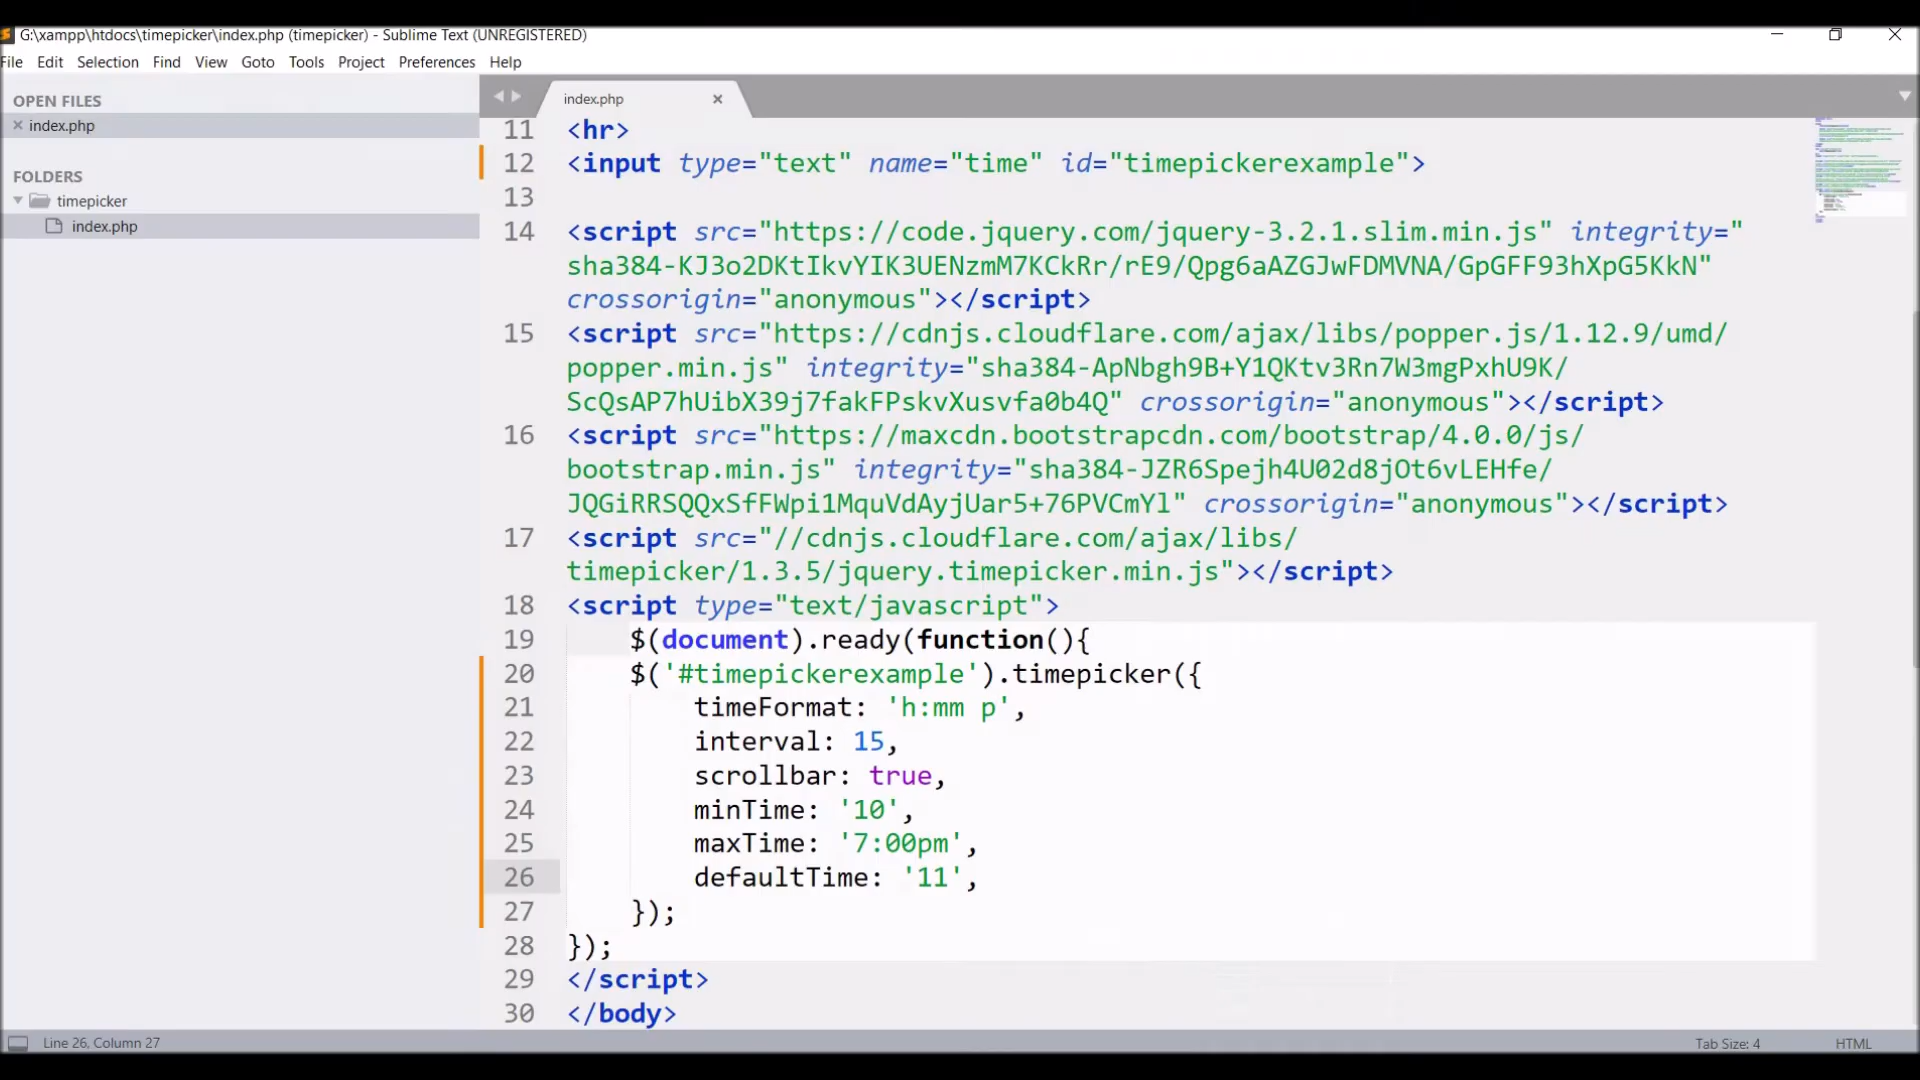 G:\xampp\htdocs\timepicker\index.php (timepicker) - Sublime Text (UNREGISTERED)
File Edit Selection Find View Goto Tools Project Preferences Help
OPEN FILES
index.php
FOLDERS
timepicker
index.php
index.php
11 <hr>
12 <input type="text" name="time" id="timepickerexample">
13
14 <script src="https://code.jquery.com/jquery-3.2.1.slim.min.js" integrity="
sha384-KJ3o2DKtIkvYIK3UENzmM7KCkRr/rE9/Qpg6aAZGJwFDMVNA/GpGFF93hXpG5KkN"
crossorigin="anonymous"></script>
15 <script src="https://cdnjs.cloudflare.com/ajax/libs/popper.js/1.12.9/umd/
popper.min.js" integrity="sha384-ApNbgh9B+Y1QKtv3Rn7W3mgPxhU9K/
ScQsAP7hUibX39j7fakFPskvXusvfa0b4Q" crossorigin="anonymous"></script>
16 <script src="https://maxcdn.bootstrapcdn.com/bootstrap/4.0.0/js/
bootstrap.min.js" integrity="sha384-JZR6Spejh4U02d8jOt6vLEHfe/
JQGiRRSQQxSfFWpi1MquVdAyjUar5+76PVCmYl" crossorigin="anonymous"></script>
17 <script src="//cdnjs.cloudflare.com/ajax/libs/
timepicker/1.3.5/jquery.timepicker.min.js"></script>
18 <script type="text/javascript">
19 $(document).ready(function(){
20 $('#timepickerexample').timepicker({
21 timeFormat: 'h:mm p',
22 interval: 15,
23 scrollbar: true,
24 minTime: '10',
25 maxTime: '7:00pm',
26 defaultTime: '11',
27 });
28 });
29 </script>
30 </body>
Line 26, Column 27
Tab Size: 4
HTML